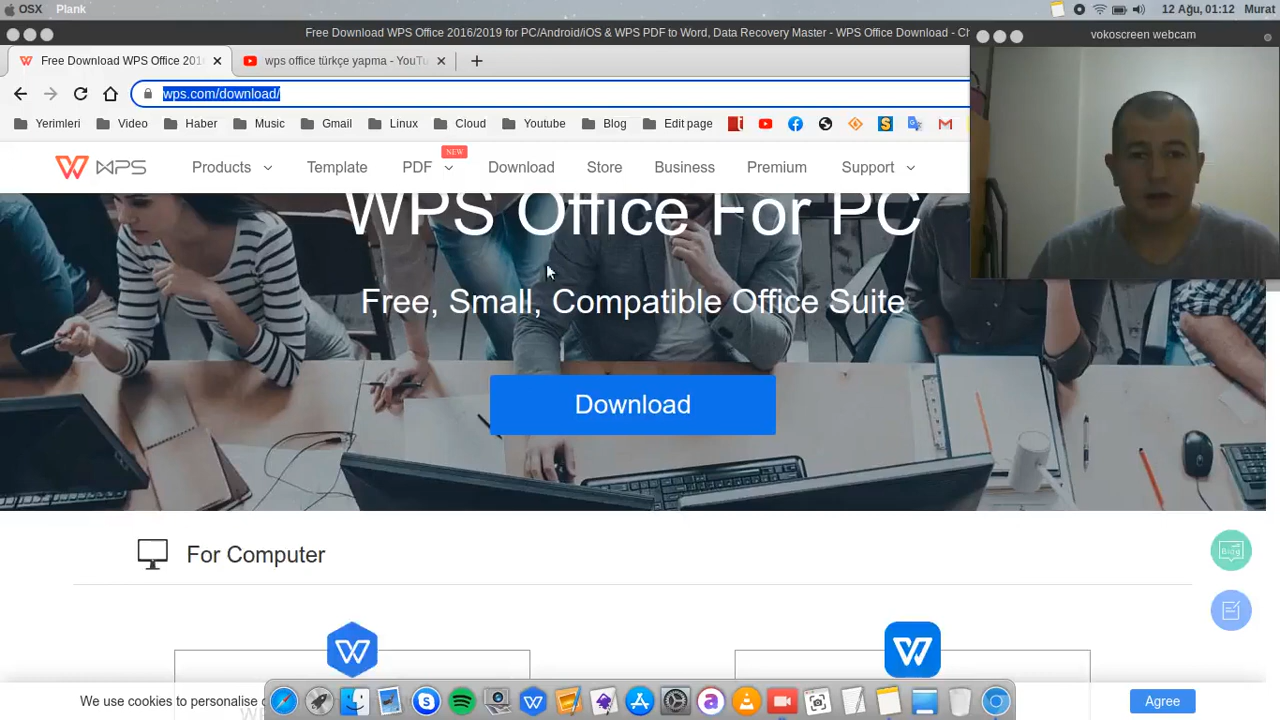 OSX Plank 12 Ağu, 01:12 Murat
Free Download WPS Office 2016/2019 for PC/Android/iOS & WPS PDF to Word, Data Recovery Master - WPS Office Download - Ch
vokoscreen webcam
Free Download WPS Office 201 wps office türkçe yapma - YouTu
wps.com/download/
Yerimleri Video Haber Music Gmail Linux Cloud Youtube Blog Edit page
NEW
WPS Products Template PDF Download Store Business Premium Support
WPS Office For PC
Free, Small, Compatible Office Suite
Download
For Computer
Blog
We use cookies to personalise Agree